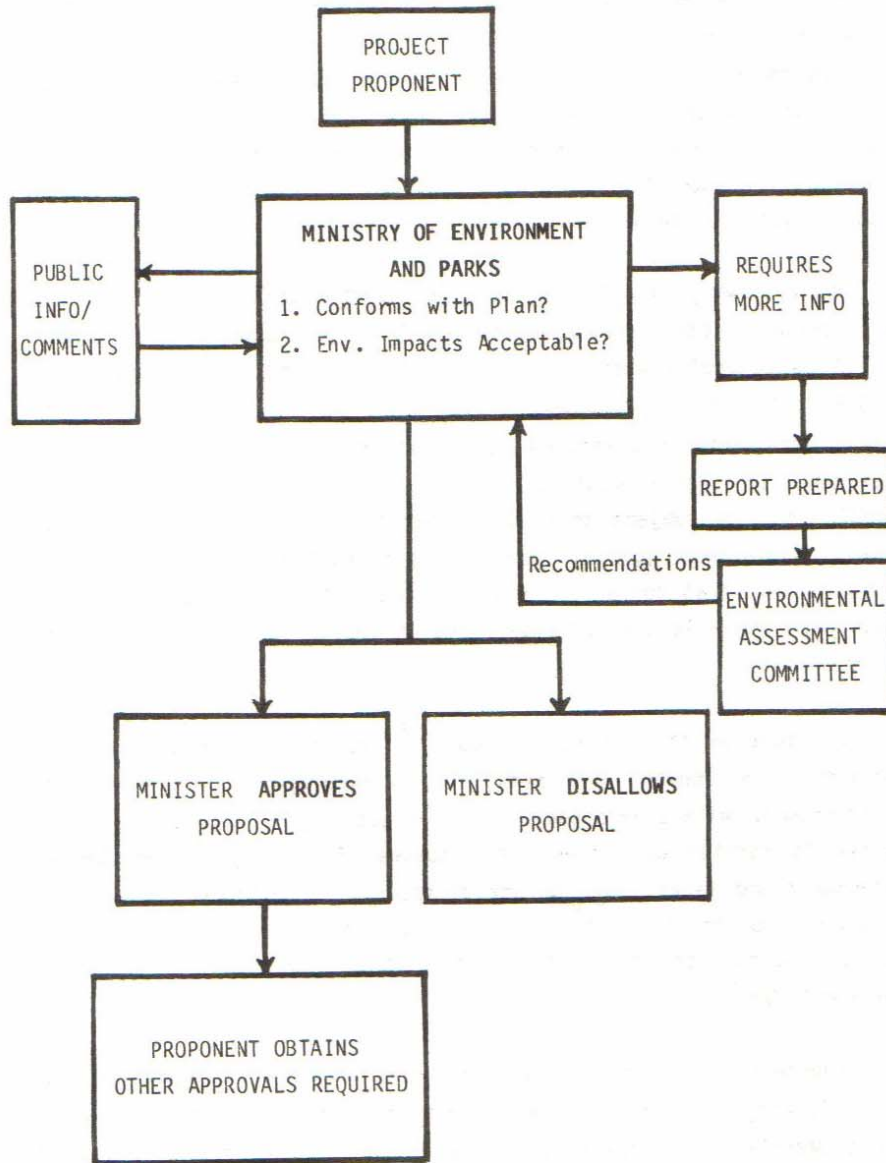 PROJECT
PROPONENT
MINISTRY OF ENVIRONMENT
AND PARKS
1. Conforms with Plan?
2. Env. Impacts Acceptable?
PUBLIC
INFO/
COMMENTS
REQUIRES
MORE INFO
REPORT PREPARED
Recommendations
ENVIRONMENTAL
ASSESSMENT
COMMITTEE
MINISTER APPROVES
PROPOSAL
MINISTER DISALLOWS
PROPOSAL
PROPONENT OBTAINS
OTHER APPROVALS REQUIRED